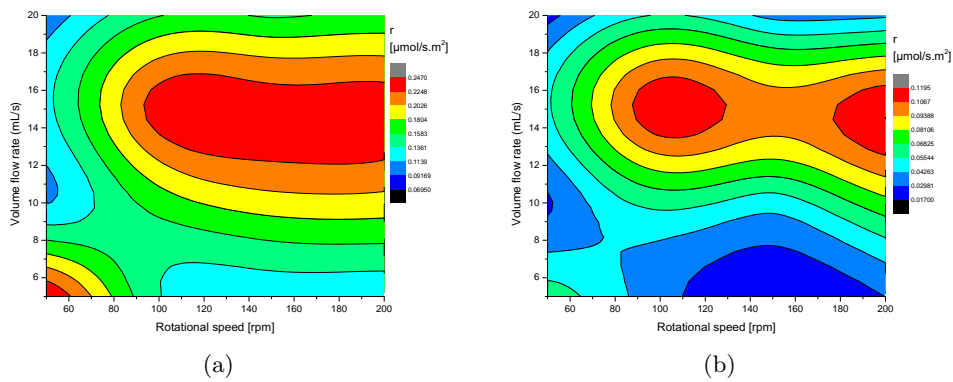 r
[μmol/s.m²]
0.2470
0.2248
0.2026
0.1804
0.1583
0.1361
0.1139
0.09169
0.06950
20
18
16
14
12
10
8
6
Volume flow rate (mL/s)
60 80 100 120 140 160 180 200
Rotational speed [rpm]
(a)
r
[μmol/s.m²]
0.1195
0.1067
0.09388
0.08106
0.06825
0.05544
0.04263
0.02981
0.01700
20
18
16
14
12
10
8
6
Volume flow rate (mL/s)
60 80 100 120 140 160 180 200
Rotational speed [rpm]
(b)